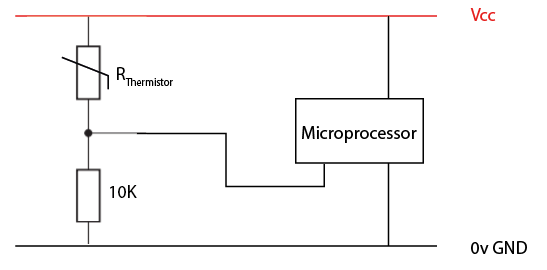 Vcc
RThermistor
Microprocessor
10K
0v GND